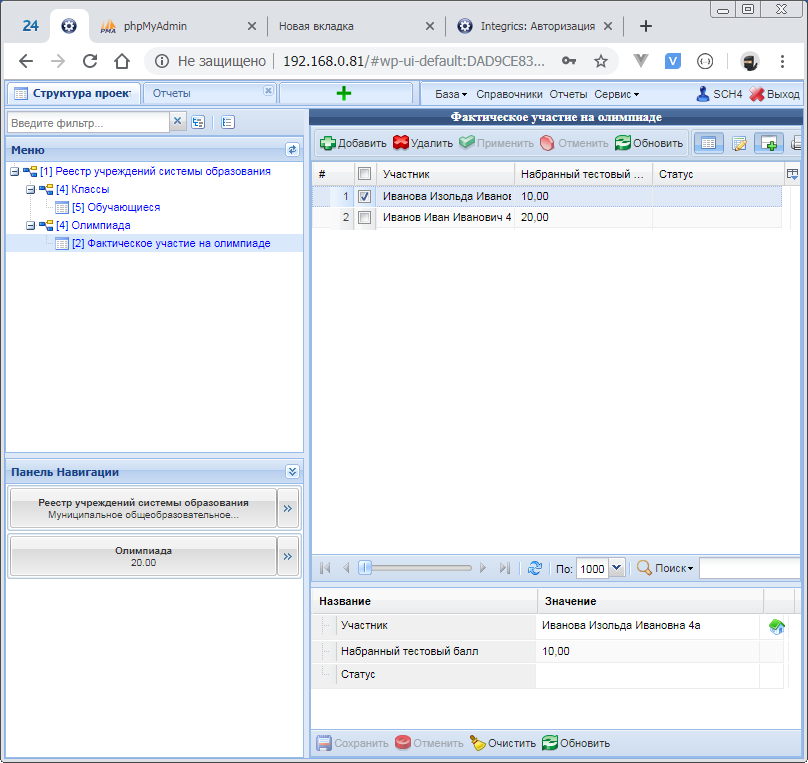 24
phpMyAdmin
Новая вкладка
Integrics: Авторизация
Не защищено
192.168.0.81/#wp-ui-default:DAD9CE83...
Структура проек
Отчеты
База
Справочники
Отчеты
Сервис
SCH4
Выход
Введите фильтр...
Меню
[1] Реестр учреждений системы образования
[4] Классы
[5] Обучающиеся
[4] Олимпиада
[2] Фактическое участие на олимпиаде
Панель Навигации
Реестр учреждений системы образования
Муниципальное общеобразовательное...
Олимпиада
20.00
Фактическое участие на олимпиаде
Добавить Удалить Применить Отменить Обновить
# Участник Набранный тестовый ... Статус
1 Иванова Изольда Иванов 10,00
2 Иванов Иван Иванович 4 20,00
По: 1000 Поиск
Название Значение
Участник Иванова Изольда Ивановна 4а
Набранный тестовый балл 10,00
Статус
Сохранить Отменить Очистить Обновить